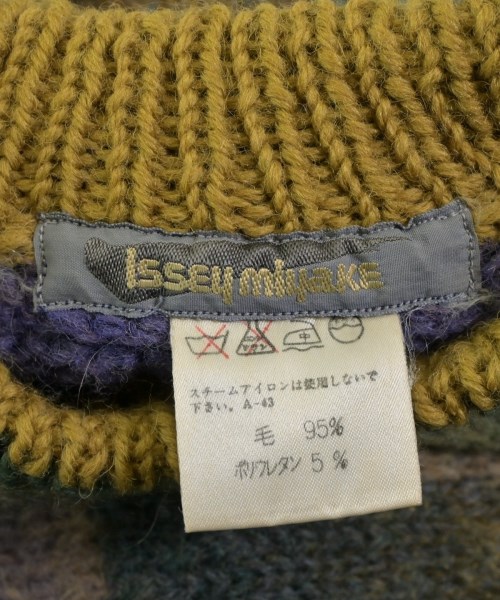 ISSEY MIYAKE
スチームアイロンは使用しないで
下さい。A-43
毛 95%
ポリウレタン 5%